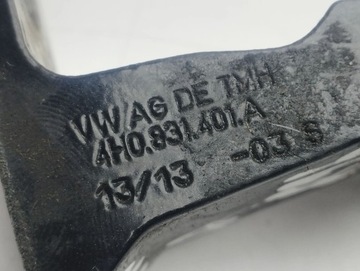 VW AG DE TMH
4H0.831.401.A
13/13 -03 S